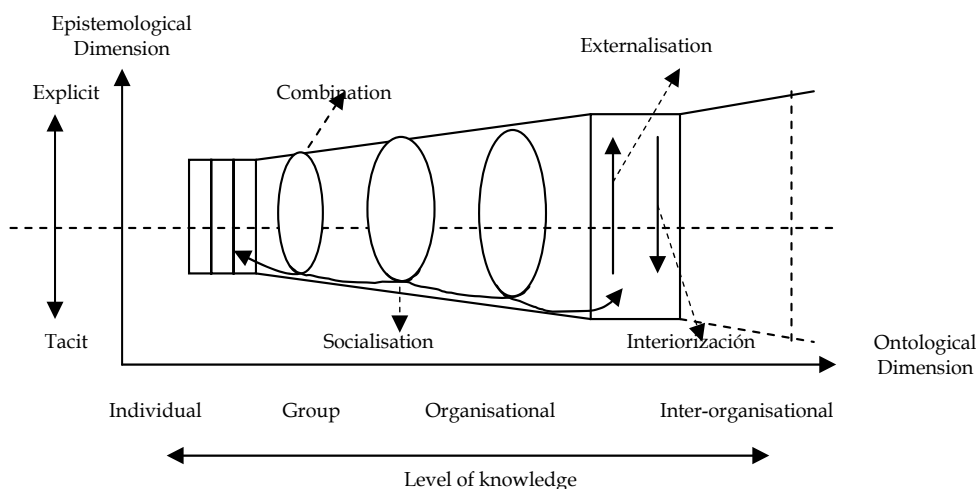 Epistemological
Dimension
Externalisation
Explicit
Combination
Tacit
Socialisation
Interiorización
Ontological
Dimension
Individual
Group
Organisational
Inter-organisational
Level of knowledge